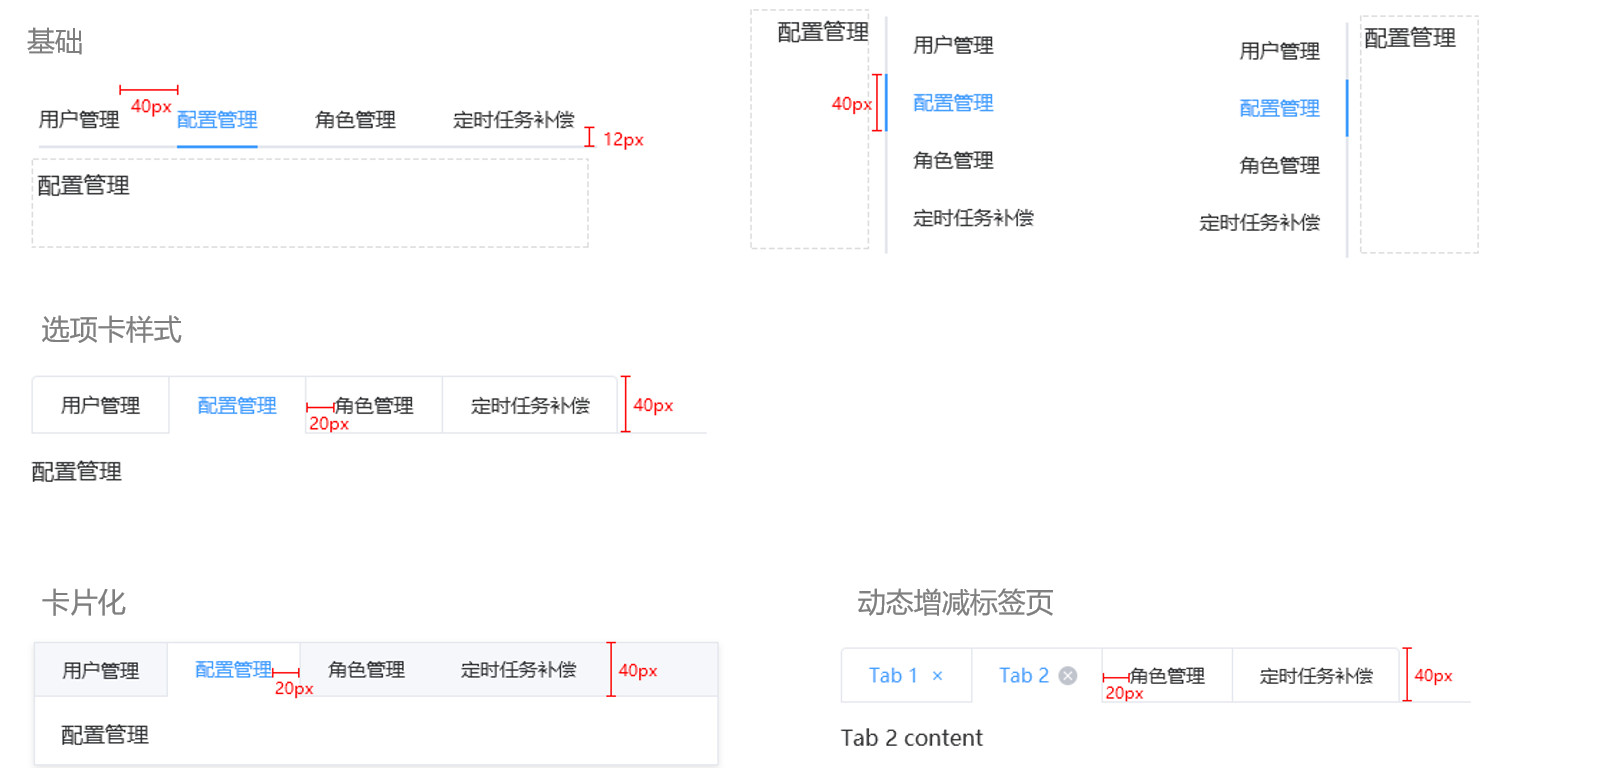 基础
40px
用户管理 配置管理 角色管理 定时任务补偿
12px
配置管理
配置管理
用户管理
40px
配置管理
角色管理
定时任务补偿
用户管理
配置管理
角色管理
定时任务补偿
配置管理
选项卡样式
用户管理 配置管理 角色管理 定时任务补偿 40px
20px
配置管理
卡片化
用户管理 配置管理 角色管理 定时任务补偿 40px
20px
配置管理
动态增减标签页
Tab 1 × Tab 2 × 角色管理 定时任务补偿 40px
20px
Tab 2 content